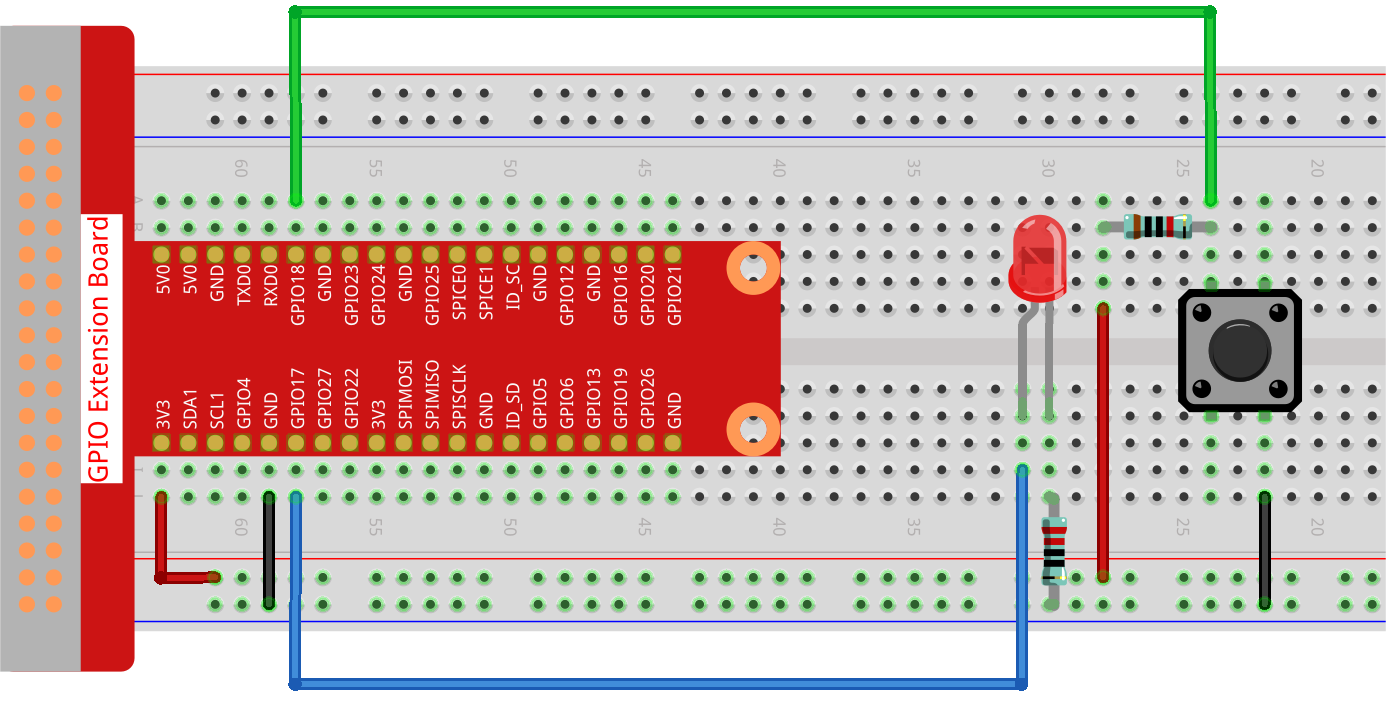 GPIO Extension Board
60
55
50
45
40
35
30
25
20
A
B
5V0
5V0
GND
TXD0
RXD0
GPIO18
GND
GPIO23
GPIO24
GND
GPIO25
SPICE0
SPICE1
ID_SC
GND
GPIO12
GND
GPIO16
GPIO20
GPIO21
3V3
SDA1
SCL1
GPIO4
GND
GPIO17
GPIO27
GPIO22
3V3
SPIMOSI
SPIMISO
SPISCLK
GND
ID_SD
GPIO5
GPIO6
GPIO13
GPIO19
GPIO26
GND
60
55
50
45
40
35
25
20